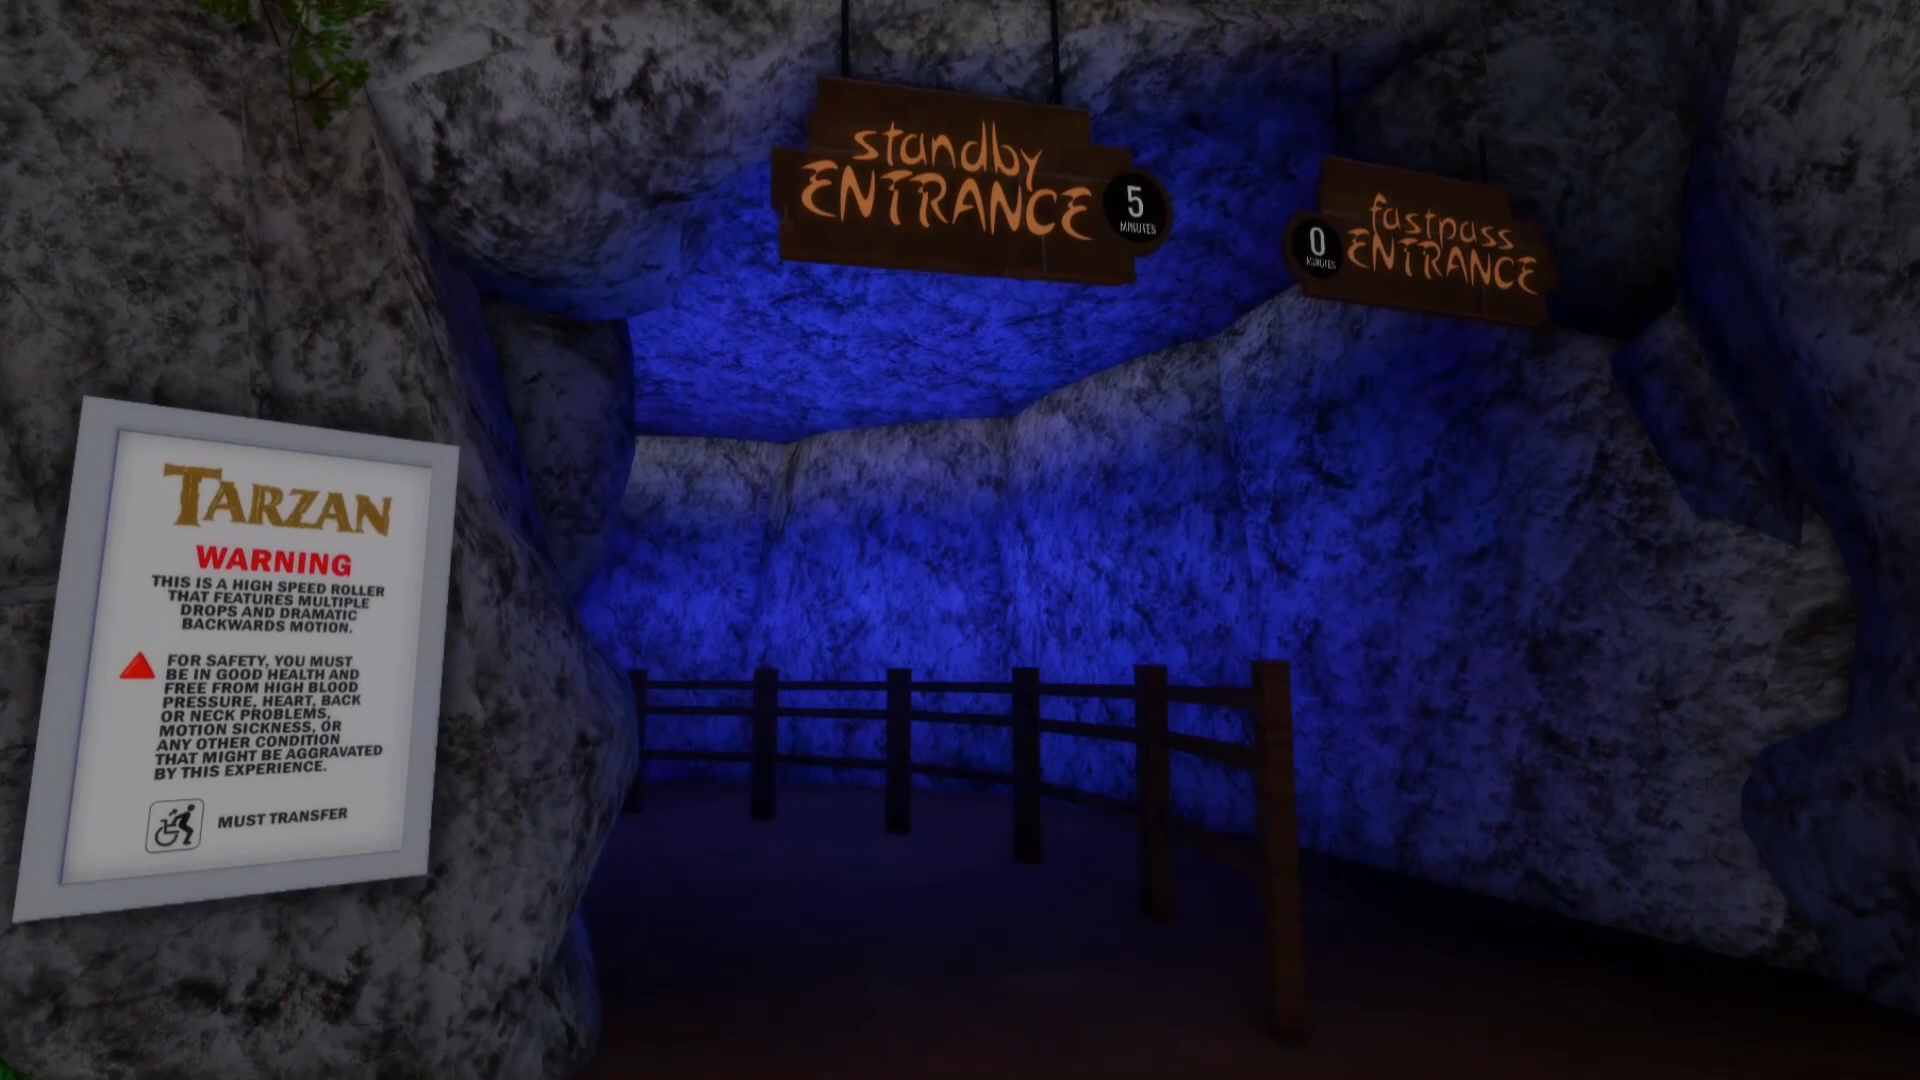 standby
ENTRANCE
5
MINUTES
fastpass
ENTRANCE
0
MINUTES
TARZAN
WARNING
THIS IS A HIGH SPEED ROLLER
THAT FEATURES MULTIPLE
DROPS AND DRAMATIC
BACKWARDS MOTION.
FOR SAFETY, YOU MUST
BE IN GOOD HEALTH AND
FREE FROM HIGH BLOOD
PRESSURE, HEART, BACK
OR NECK PROBLEMS,
MOTION SICKNESS, OR
ANY OTHER CONDITION
THAT MIGHT BE AGGRAVATED
BY THIS EXPERIENCE.
MUST TRANSFER